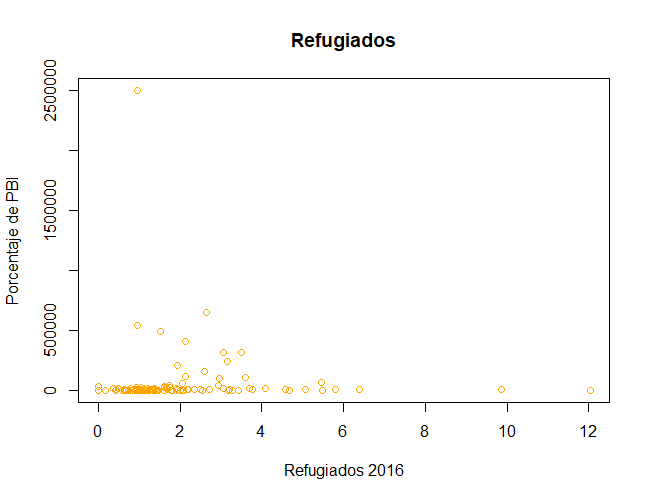 Refugiados
Porcentaje de PBI
2500000
1500000
500000
0
0 2 4 6 8 10 12
Refugiados 2016